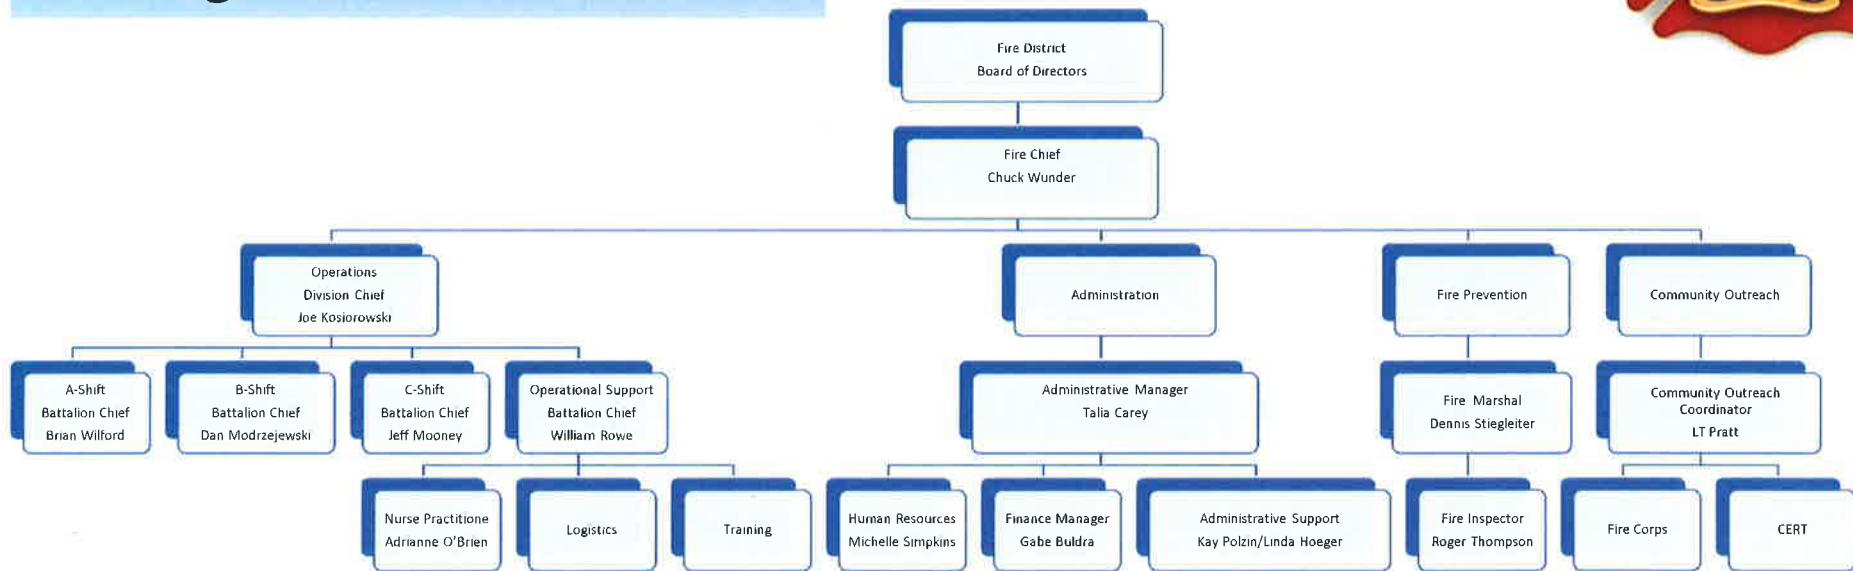 Fire District
Board of Directors
Fire Chief
Chuck Wunder
Operations
Division Chief
Joe Kosiorowski
Administration
Fire Prevention
Community Outreach
A-Shift
Battalion Chief
Brian Wilford
B-Shift
Battalion Chief
Dan Modrzejewski
C-Shift
Battalion Chief
Jeff Mooney
Operational Support
Battalion Chief
William Rowe
Administrative Manager
Talia Carey
Fire Marshal
Dennis Stiegleiter
Community Outreach
Coordinator
LT Pratt
Nurse Practitione
Adrianne O'Brien
Logistics
Training
Human Resources
Michelle Simpkins
Finance Manager
Gabe Buldra
Administrative Support
Kay Polzin/Linda Hoeger
Fire Inspector
Roger Thompson
Fire Corps
CERT